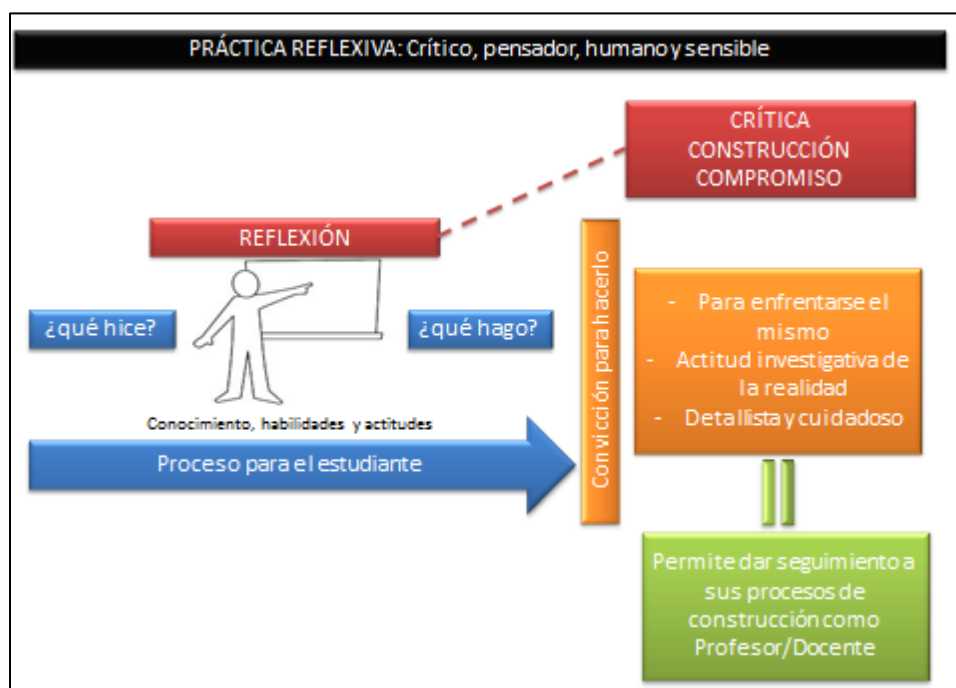 PRÁCTICA REFLEXIVA: Crítico, pensador, humano y sensible
CRÍTICA
CONSTRUCCIÓN
COMPROMISO
REFLEXIÓN
¿qué hice?
¿qué hago?
Conocimiento, habilidades y actitudes
Proceso para el estudiante
Convicción para hacerlo
- Para enfrentarse el
mismo
- Actitud investigativa de
la realidad
- Detallista y cuidadoso
Permite dar seguimiento a
sus procesos de
construcción como
Profesor/Docente